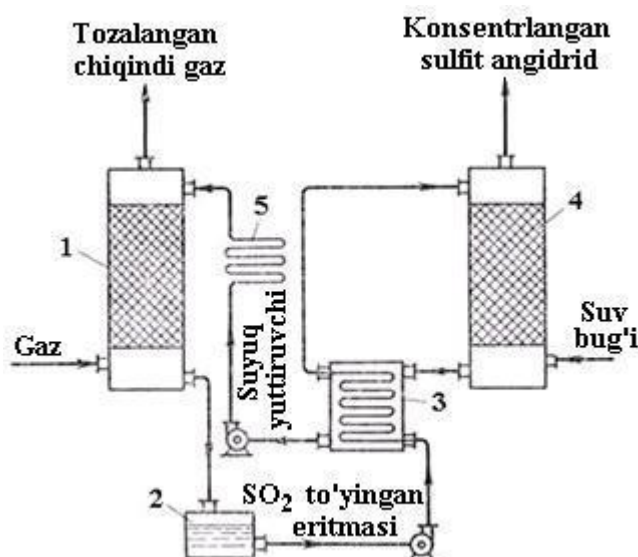 Tozalangan
chiqindi gaz
Konsentrlangan
sulfit angidrid
5
4
1
Suv
bug'i
Gaz
Suyuq
yuttiruvchi
3
2
SO₂ to'yingan
eritmasi